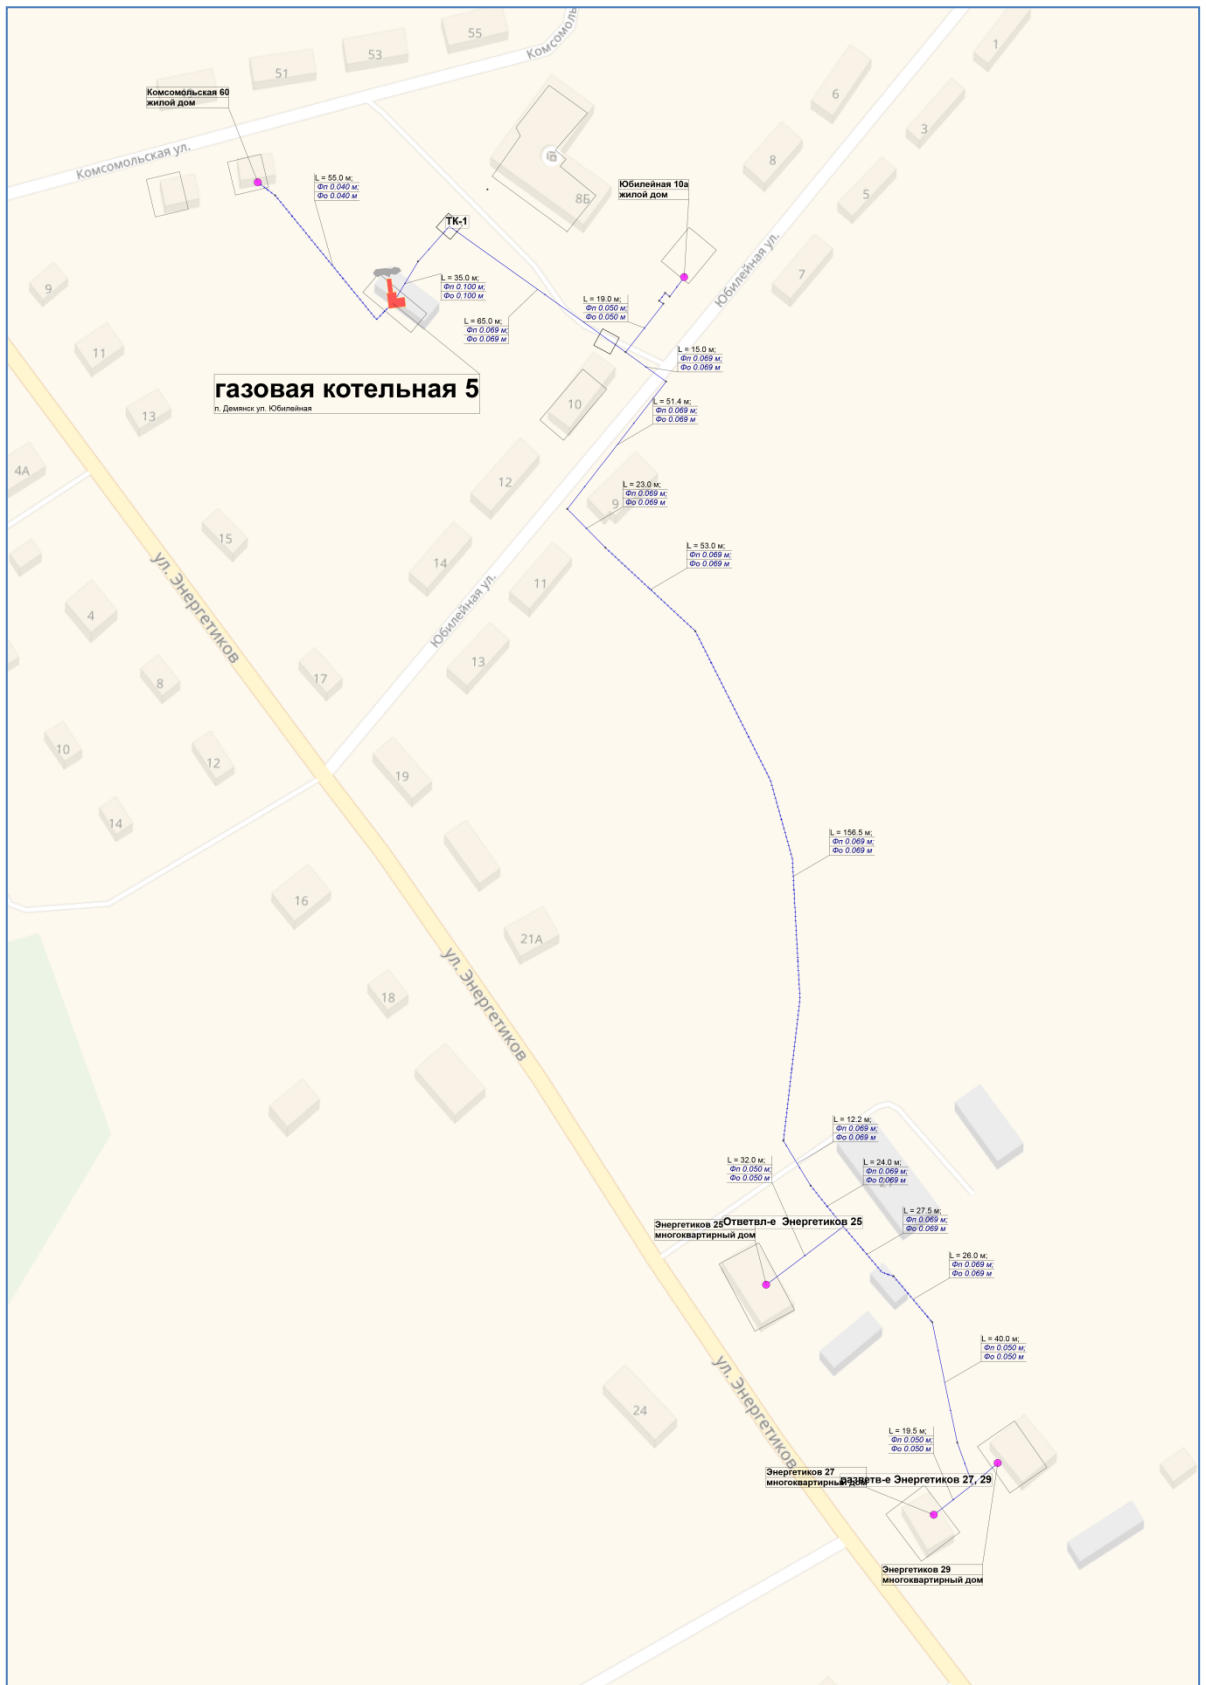 55
53
51
Комсомоль
Комсомольская 60
жилой дом
Комсомольская ул.
1
6
3
8
5
8Б
7
Юбилейная 10а
жилой дом
Юбилейная ул.
L = 55.0 м;
Фп 0.040 м;
Фо 0.040 м
ТК-1
L = 35.0 м;
Фп 0.100 м;
Фо 0.100 м
L = 65.0 м;
Фп 0.069 м;
Фо 0.069 м
L = 19.0 м;
Фп 0.050 м;
Фо 0.050 м
L = 15.0 м;
Фп 0.069 м;
Фо 0.069 м
9
11
13
газовая котельная 5
п. Демянск ул. Юбилейная
10
L = 51.4 м;
Фп 0.069 м;
Фо 0.069 м
4А
12
9
L = 23.0 м;
Фп 0.069 м;
Фо 0.069 м
15
14
11
L = 53.0 м;
Фп 0.069 м;
Фо 0.069 м
ул. Энергетиков
Юбилейная ул.
4
13
8
17
10
12
19
14
L = 156.5 м;
Фп 0.069 м;
Фо 0.069 м
16
21А
18
ул. Энергетиков
L = 12.2 м;
Фп 0.069 м;
Фо 0.069 м
L = 32.0 м;
Фп 0.050 м;
Фо 0.050 м
L = 24.0 м;
Фп 0.069 м;
Фо 0.069 м
L = 27.5 м;
Фп 0.069 м;
Фо 0.069 м
Ответвл-е Энергетиков 25
Энергетиков 25
многоквартирный дом
L = 26.0 м;
Фп 0.069 м;
Фо 0.069 м
L = 40.0 м;
Фп 0.050 м;
Фо 0.050 м
24
ул. Энергетиков
L = 19.5 м;
Фп 0.050 м;
Фо 0.050 м
Энергетиков 27
многоквартирный дом
разветв-е Энергетиков 27, 29
Энергетиков 29
многоквартирный дом